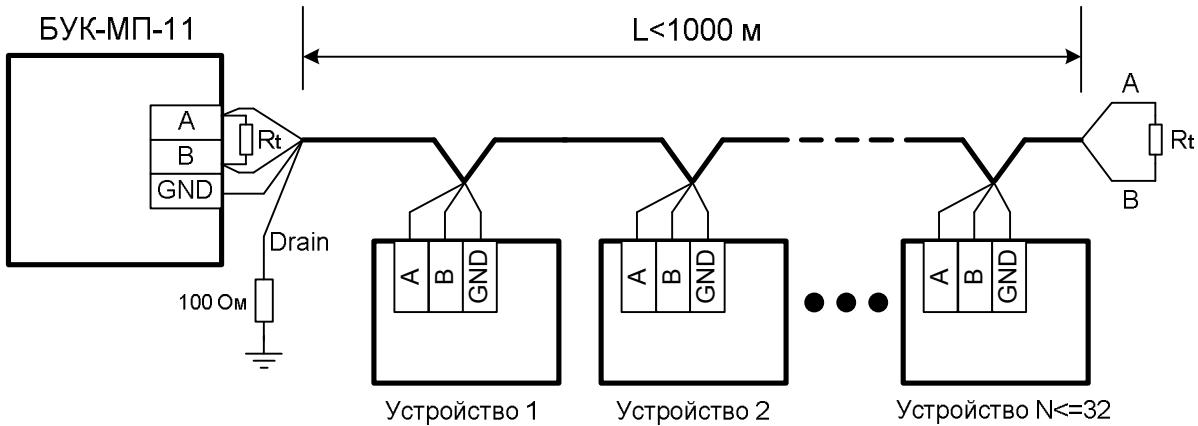 БУК-МП-11
L<1000 м
A
B
GND
Rt
Drain
100 Ом
A
B
GND
Устройство 1
A
B
GND
Устройство 2
A
B
GND
Устройство N<=32
A
Rt
B